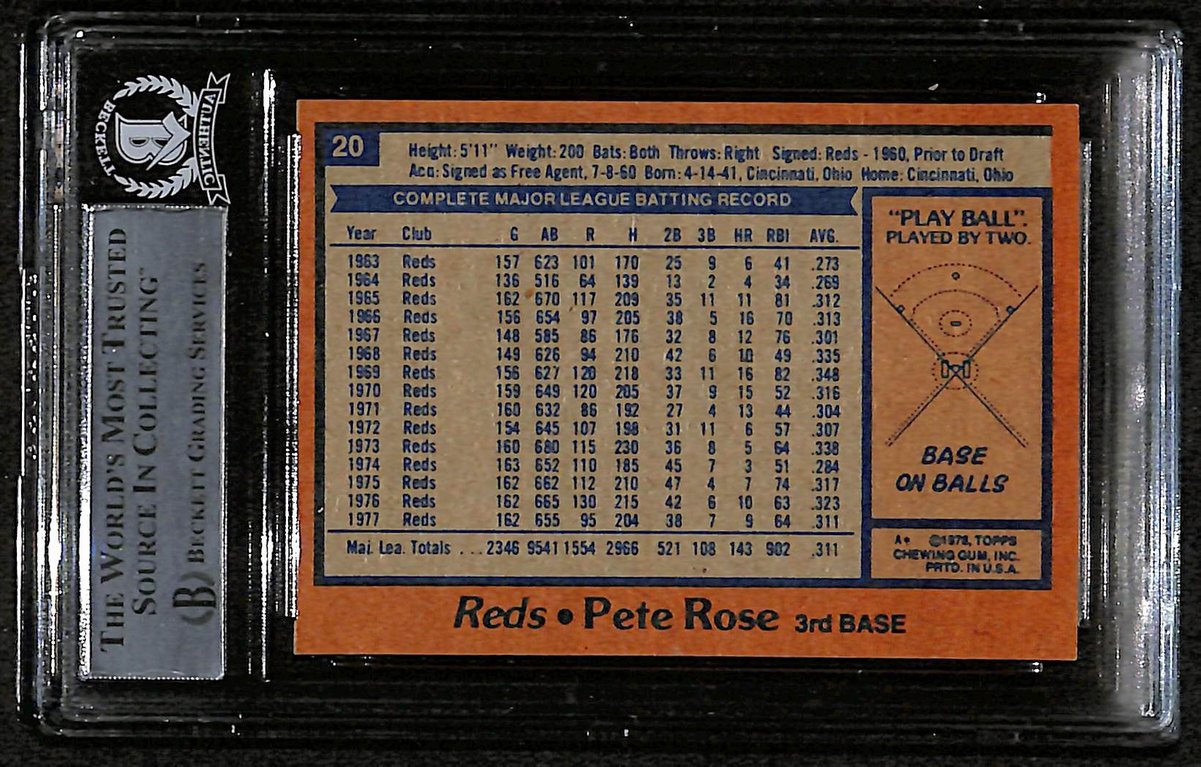 BECKETT
AUTHENTIC
B
THE WORLD'S MOST TRUSTED
SOURCE IN COLLECTING™
B BECKETT GRADING SERVICES
20
Height: 5'11" Weight: 200 Bats: Both Throws: Right Signed: Reds - 1960, Prior to Draft
Acq: Signed as Free Agent, 7-8-60 Born: 4-14-41, Cincinnati, Ohio Home: Cincinnati, Ohio
COMPLETE MAJOR LEAGUE BATTING RECORD
Year Club G AB R H 2B 3B HR RBI AVG.
1963 Reds 157 623 101 170 25 9 6 41 .273
1964 Reds 136 516 64 139 13 2 4 34 .269
1965 Reds 162 670 117 209 35 11 11 81 .312
1966 Reds 156 654 97 205 38 5 16 70 .313
1967 Reds 148 585 86 176 32 8 12 76 .301
1968 Reds 149 626 94 210 42 6 10 49 .335
1969 Reds 156 627 120 218 33 11 16 82 .348
1970 Reds 159 649 120 205 37 9 15 52 .316
1971 Reds 160 632 86 192 27 4 13 44 .304
1972 Reds 154 645 107 198 31 11 6 57 .307
1973 Reds 160 680 115 230 36 8 5 64 .338
1974 Reds 163 652 110 185 45 7 3 51 .284
1975 Reds 162 662 112 210 47 4 7 74 .317
1976 Reds 162 665 130 215 42 6 10 63 .323
1977 Reds 162 655 95 204 38 7 9 64 .311
Maj. Lea. Totals ... 2346 9541 1554 2966 521 108 143 902 .311
"PLAY BALL".
PLAYED BY TWO.
BASE
ON BALLS
A* ©1978, TOPPS
CHEWING GUM, INC.
PRTD. IN U.S.A.
Reds • Pete Rose 3rd BASE